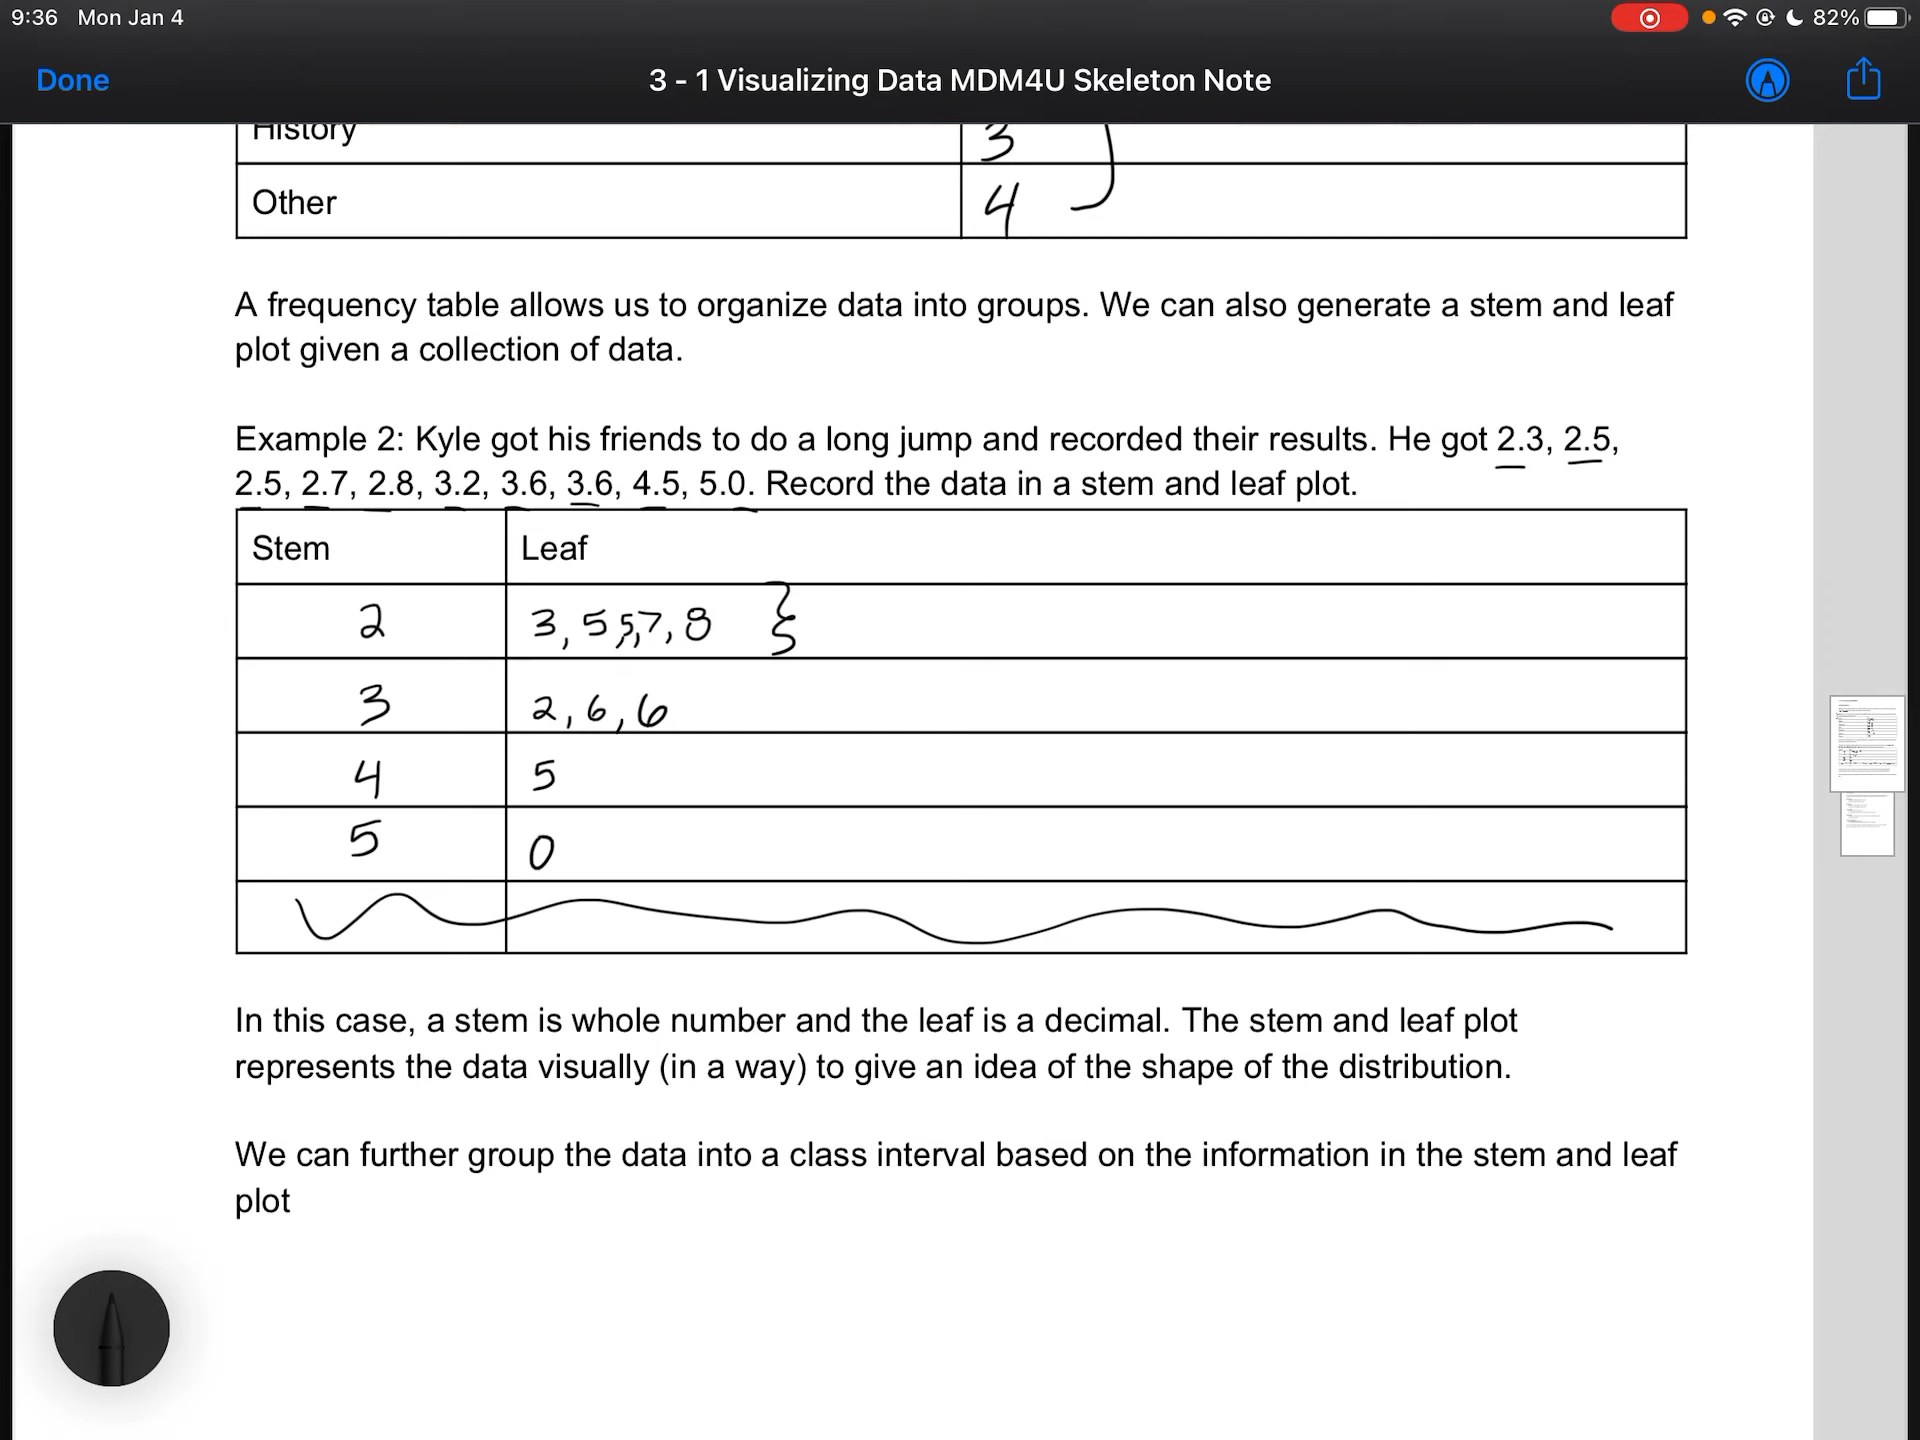 9:36 Mon Jan 4 82%
Done 3 - 1 Visualizing Data MDM4U Skeleton Note
History 3
Other 4
A frequency table allows us to organize data into groups. We can also generate a stem and leaf
plot given a collection of data.
Example 2: Kyle got his friends to do a long jump and recorded their results. He got 2.3, 2.5,
2.5, 2.7, 2.8, 3.2, 3.6, 3.6, 4.5, 5.0. Record the data in a stem and leaf plot.
Stem Leaf
2 3, 5 5, 7, 8
3 2, 6, 6
4 5
5 0
In this case, a stem is whole number and the leaf is a decimal. The stem and leaf plot
represents the data visually (in a way) to give an idea of the shape of the distribution.
We can further group the data into a class interval based on the information in the stem and leaf
plot